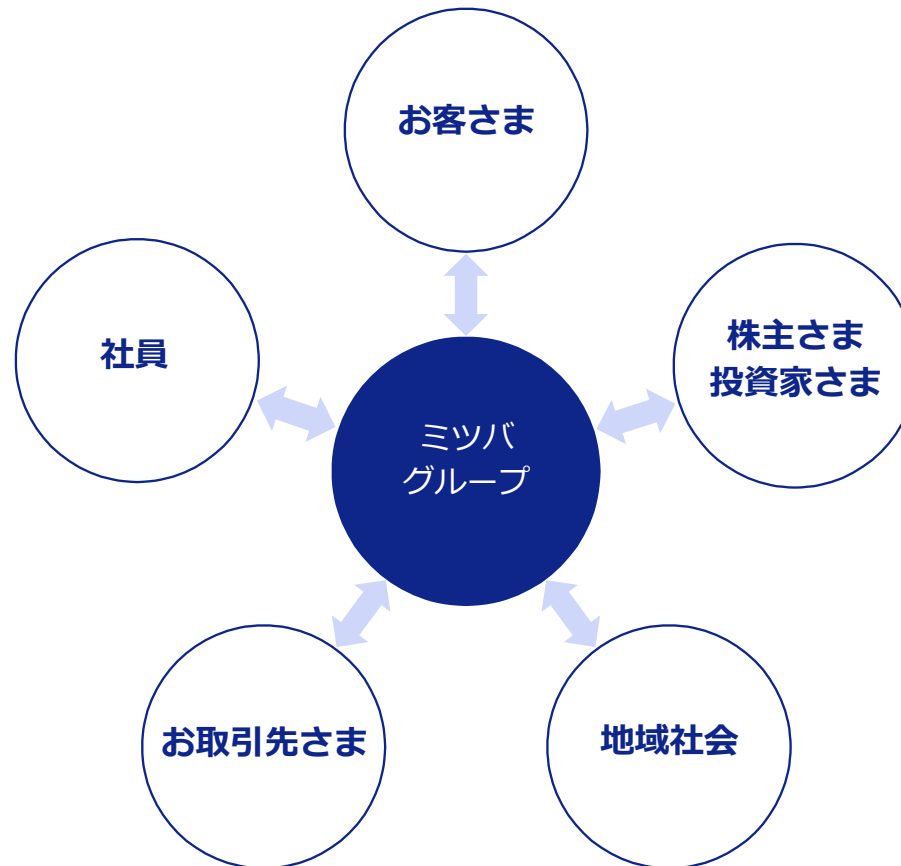 お客さま
社員
株主さま
投資家さま
ミツバ
グループ
お取引先さま
地域社会